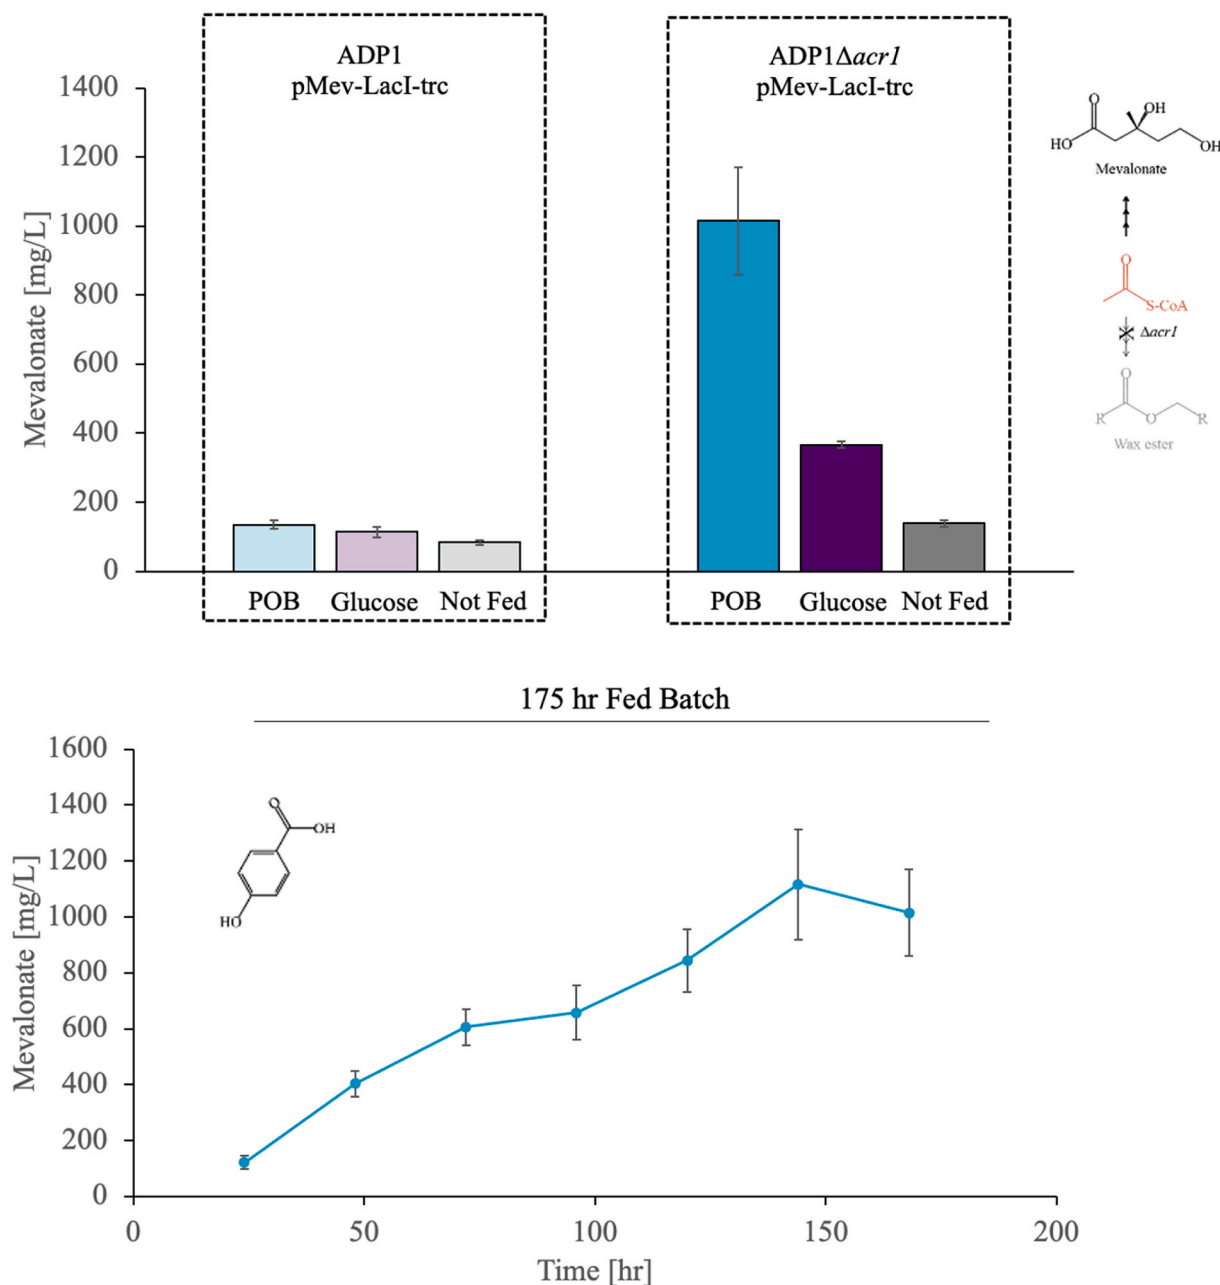 ADP1
pMev-LacI-trc
ADP1Δacr1
pMev-LacI-trc
Mevalonate [mg/L]
1400
1200
1000
800
600
400
200
0
POB
Glucose
Not Fed
POB
Glucose
Not Fed
O
OH
HO
OH
Mevalonate
O
S-CoA
Δacr1
O
R
O
R
Wax ester
175 hr Fed Batch
Mevalonate [mg/L]
1600
1400
1200
1000
800
600
400
200
0
O
OH
HO
0
50
100
150
200
Time [hr]